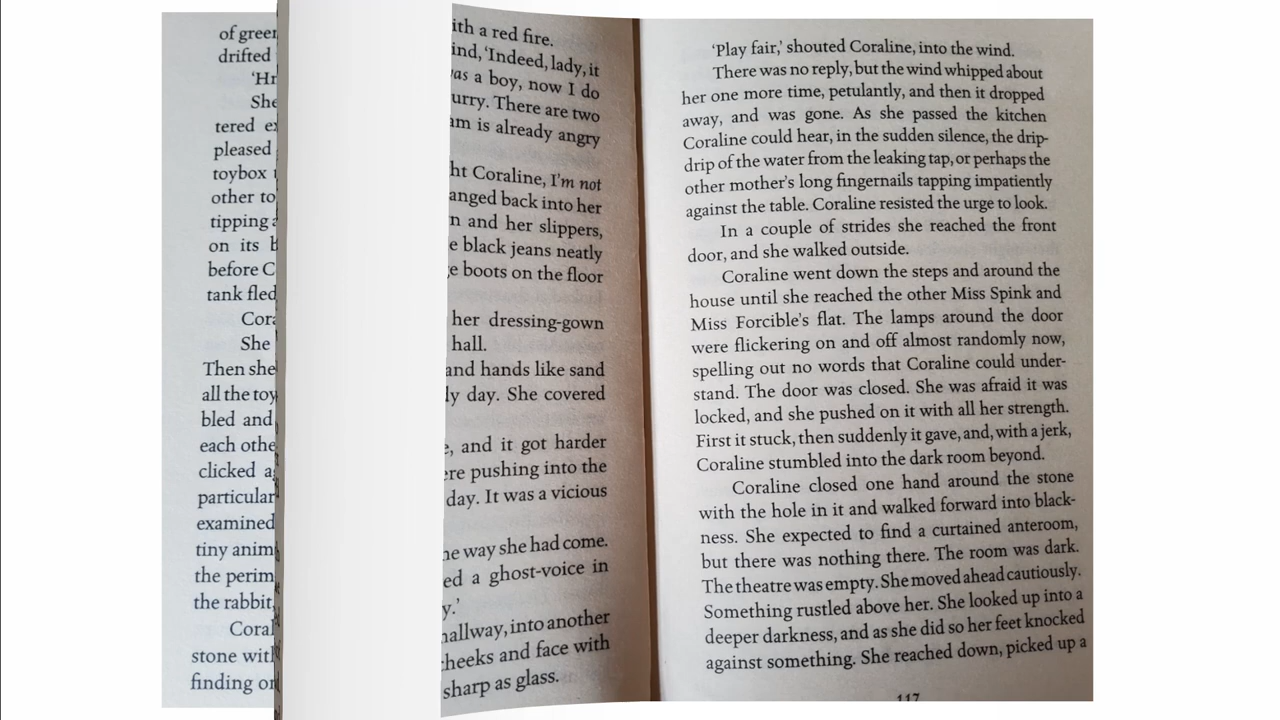 of green
drifted
'Hr
She
tered ex
pleased
toybox
other to
tipping a
on its b
before C
tank fled
Cora
She
Then she
all the toy
bled and
each othe
clicked a
particular
examined
tiny anim
the perim
the rabbit
Coral
stone with
finding on
ith a red fire.
ind, 'Indeed, lady, it
was a boy, now I do
urry. There are two
am is already angry
ht Coraline, I'm not
anged back into her
n and her slippers,
e black jeans neatly
ge boots on the floor
her dressing-gown
hall.
and hands like sand
ly day. She covered
e, and it got harder
ere pushing into the
day. It was a vicious
he way she had come.
ed a ghost-voice in
y.'
hallway, into another
cheeks and face with
sharp as glass.
'Play fair,' shouted Coraline, into the wind.
There was no reply, but the wind whipped about
her one more time, petulantly, and then it dropped
away, and was gone. As she passed the kitchen
Coraline could hear, in the sudden silence, the drip-
drip of the water from the leaking tap, or perhaps the
other mother's long fingernails tapping impatiently
against the table. Coraline resisted the urge to look.
In a couple of strides she reached the front
door, and she walked outside.
Coraline went down the steps and around the
house until she reached the other Miss Spink and
Miss Forcible's flat. The lamps around the door
were flickering on and off almost randomly now,
spelling out no words that Coraline could under-
stand. The door was closed. She was afraid it was
locked, and she pushed on it with all her strength.
First it stuck, then suddenly it gave, and, with a jerk,
Coraline stumbled into the dark room beyond.
Coraline closed one hand around the stone
with the hole in it and walked forward into black-
ness. She expected to find a curtained anteroom,
but there was nothing there. The room was dark.
The theatre was empty. She moved ahead cautiously.
Something rustled above her. She looked up into a
deeper darkness, and as she did so her feet knocked
against something. She reached down, picked up a
117